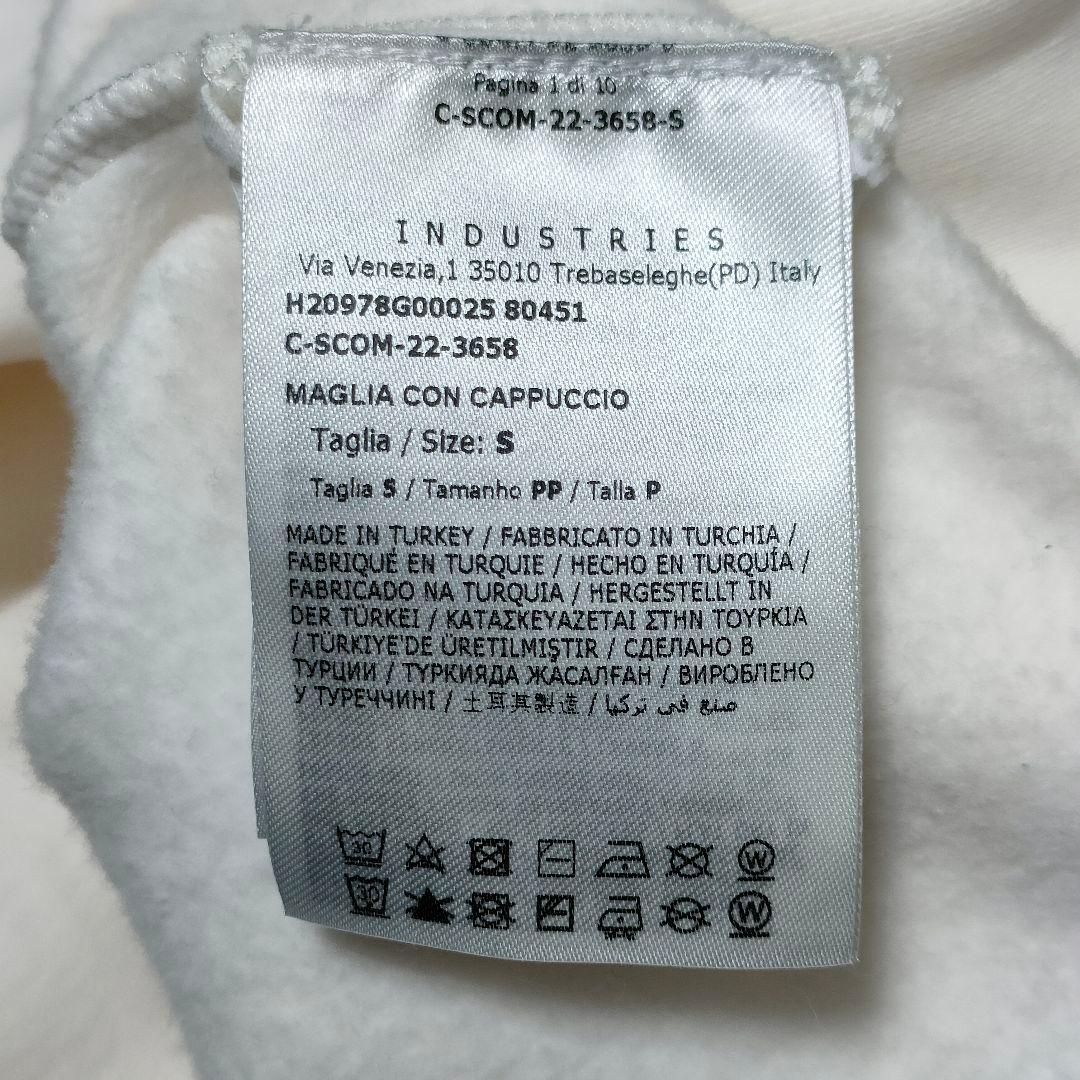 Pagina 1 di 10
C-SCOM-22-3658-S
INDUSTRIES
Via Venezia,1 35010 Trebaseleghe(PD) Italy
H20978G00025 80451
C-SCOM-22-3658
MAGLIA CON CAPPUCCIO
Taglia / Size: S
Taglia S / Tamanho PP / Talla P
MADE IN TURKEY / FABBRICATO IN TURCHIA /
FABRIQUÉ EN TURQUIE / HECHO EN TURQUÍA /
FABRICADO NA TURQUIA / HERGESTELLT IN
DER TÜRKEI / ΚΑΤΑΣΚΕΥΑΖΕΤΑΙ ΣΤΗΝ ΤΟΥΡΚΙΑ
/ TÜRKIYE'DE ÜRETILMIŞTIR / СДЕЛАНО В
ТУРЦИИ / ТҮРКИЯДА ЖАСАЛҒАН / ВИРОБЛЕНО
У ТУРЕЧЧИНІ / 土耳其製造 / صنع في تركيا
30 W
30 W